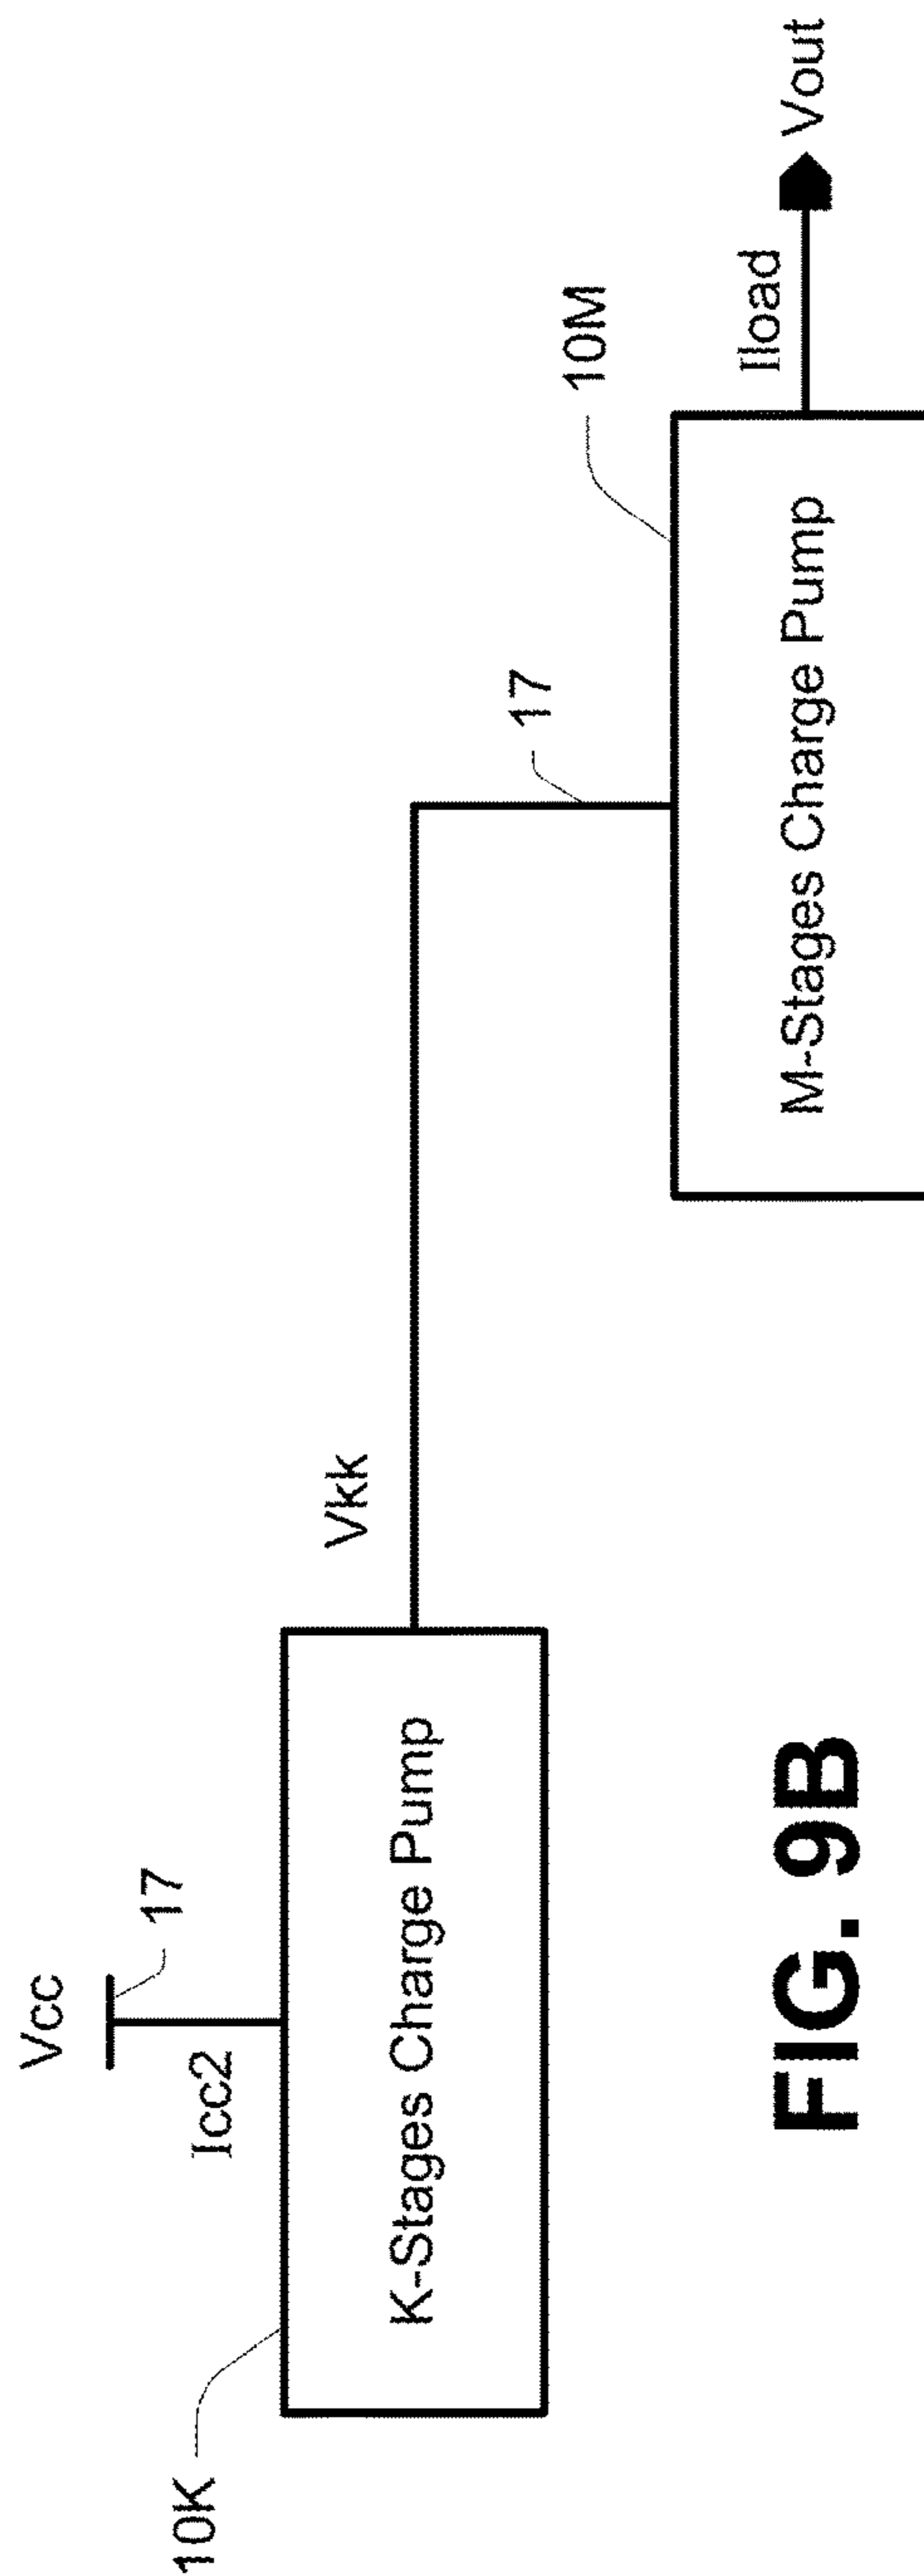 Vcc
17
Icc2
10K
K-Stages Charge Pump
Vkk
17
10M
M-Stages Charge Pump
Iload
Vout
FIG. 9B